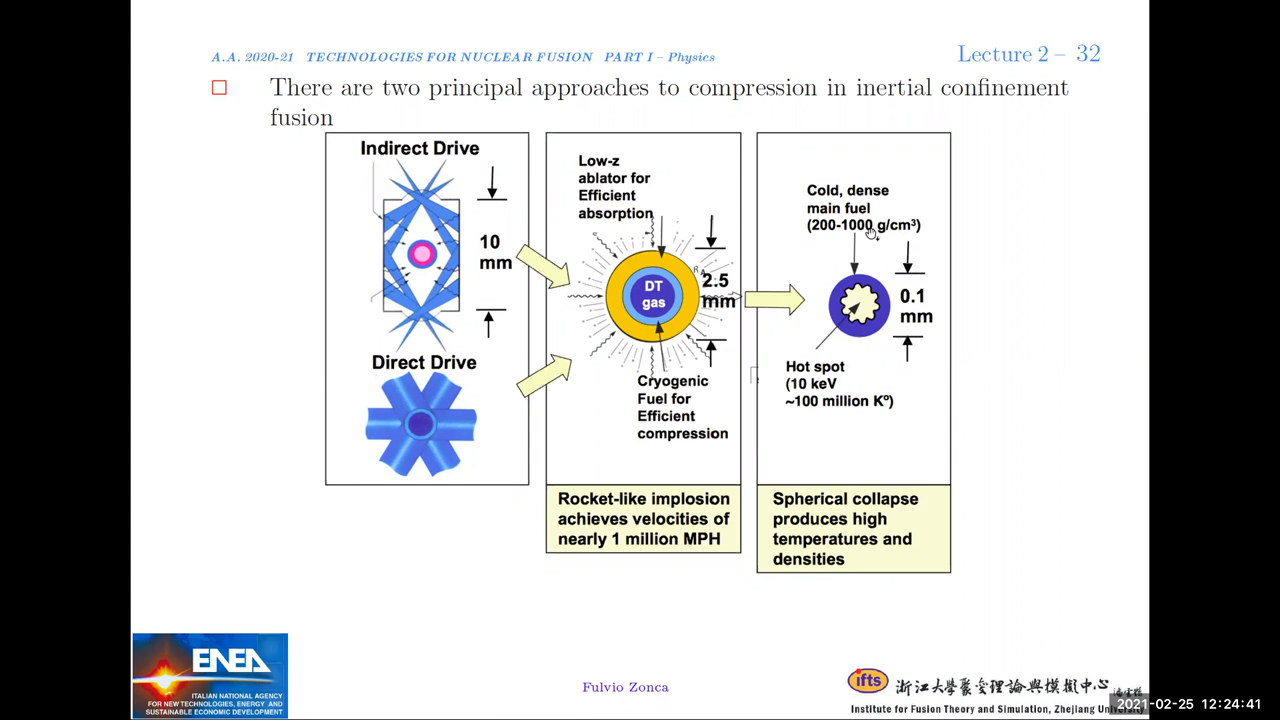 A.A. 2020-21 TECHNOLOGIES FOR NUCLEAR FUSION PART I – Physics
Lecture 2 – 32
There are two principal approaches to compression in inertial confinement
fusion
Indirect Drive
10
mm
Direct Drive
Low-z
ablator for
Efficient
absorption
DT
gas
2.5
mm
Cryogenic
Fuel for
Efficient
compression
Rocket-like implosion
achieves velocities of
nearly 1 million MPH
Cold, dense
main fuel
(200-1000 g/cm³)
0.1
mm
Hot spot
(10 keV
~100 million Kº)
Spherical collapse
produces high
temperatures and
densities
ENEA
ITALIAN NATIONAL AGENCY
FOR NEW TECHNOLOGIES, ENERGY AND
SUSTAINABLE ECONOMIC DEVELOPMENT
Fulvio Zonca
ifts
浙江大學聚变理論與模擬中心
Institute for Fusion Theory and Simulation, Zhejiang University
2021-02-25 12:24:41